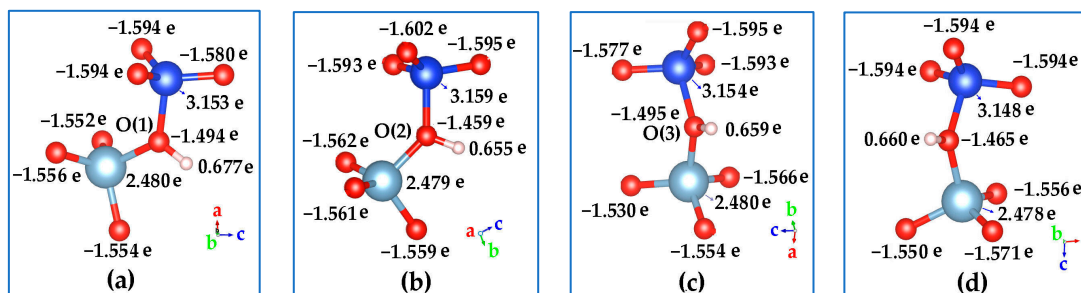 −1.594 e
−1.580 e
−1.594 e
3.153 e
−1.552 e
O(1)
−1.494 e
0.677 e
−1.556 e
2.480 e
−1.554 e
a
b
c
(a)
−1.602 e
−1.595 e
−1.593 e
3.159 e
O(2)
−1.459 e
−1.562 e
0.655 e
2.479 e
−1.561 e
−1.559 e
a
c
b
(b)
−1.595 e
−1.577 e
−1.593 e
3.154 e
−1.495 e
O(3)
0.659 e
−1.566 e
−1.530 e
2.480 e
−1.554 e
b
c
a
(c)
−1.594 e
−1.594 e
−1.594 e
3.148 e
0.660 e
−1.465 e
−1.556 e
2.478 e
−1.550 e
−1.571 e
b
c
(d)